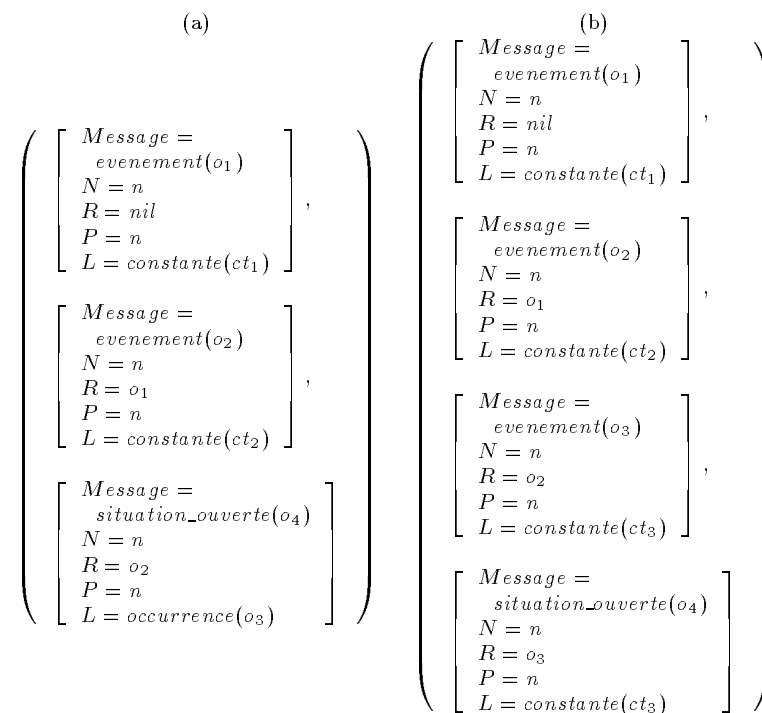 (a)
Message =
evenement(o₁)
N = n
R = nil
P = n
L = constante(ct₁)
,
Message =
evenement(o₂)
N = n
R = o₁
P = n
L = constante(ct₂)
,
Message =
situation_ouverte(o₄)
N = n
R = o₂
P = n
L = occurrence(o₃)
(b)
Message =
evenement(o₁)
N = n
R = nil
P = n
L = constante(ct₁)
,
Message =
evenement(o₂)
N = n
R = o₁
P = n
L = constante(ct₂)
,
Message =
evenement(o₃)
N = n
R = o₂
P = n
L = constante(ct₃)
,
Message =
situation_ouverte(o₄)
N = n
R = o₃
P = n
L = constante(ct₃)